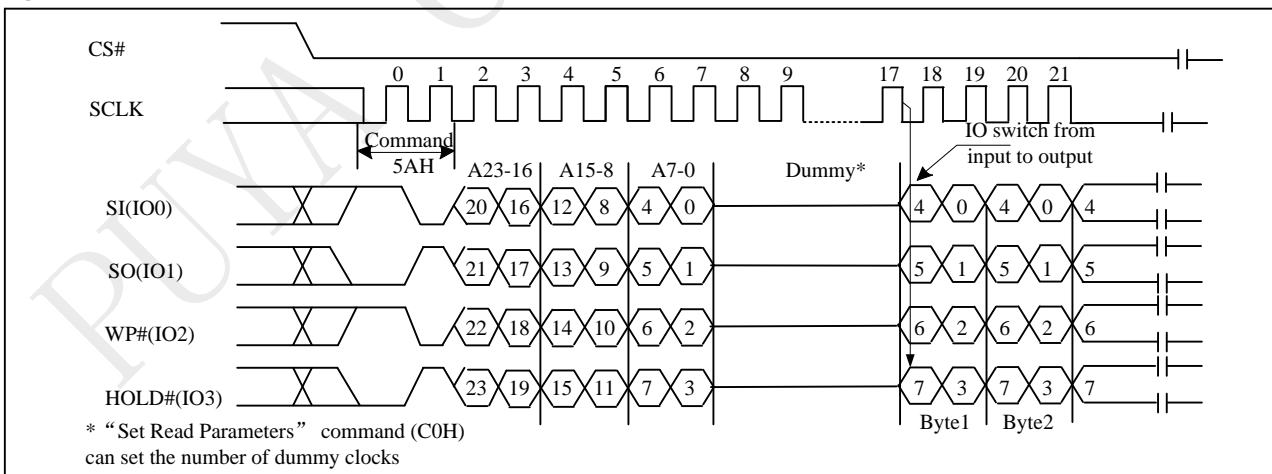 CS#
0 1 2 3 4 5 6 7 8 9 17 18 19 20 21
SCLK
Command
5AH
IO switch from
input to output
A23-16 A15-8 A7-0 Dummy*
SI(IO0) 20 16 12 8 4 0 4 0 4 0 4
SO(IO1) 21 17 13 9 5 1 5 1 5 1 5
WP#(IO2) 22 18 14 10 6 2 6 2 6 2 6
HOLD#(IO3) 23 19 15 11 7 3 7 3 7 3 7
Byte1 Byte2
* “Set Read Parameters” command (C0H)
can set the number of dummy clocks
PUYA